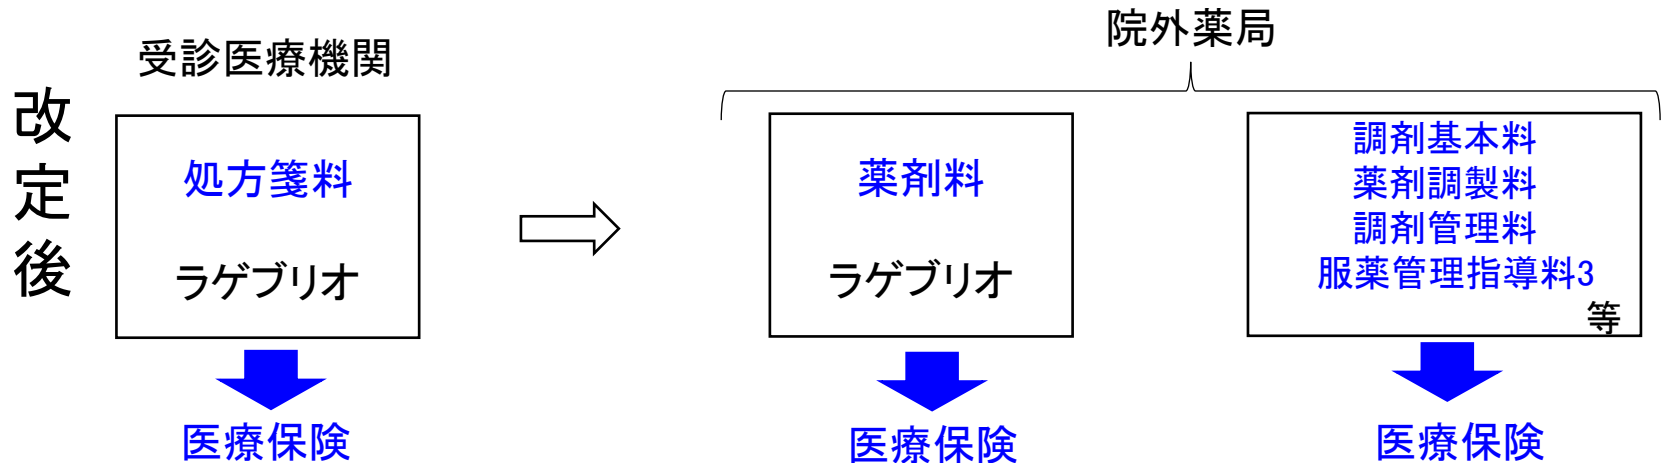 改定後
受診医療機関
処方箋料
ラゲブリオ
医療保険
院外薬局
薬剤料
ラゲブリオ
医療保険
調剤基本料
薬剤調製料
調剤管理料
服薬管理指導料3
等
医療保険